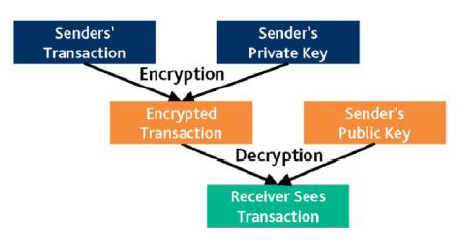 Senders'
Transaction
Sender's
Private Key
Encryption
Encrypted
Transaction
Sender's
Public Key
Decryption
Receiver Sees
Transaction